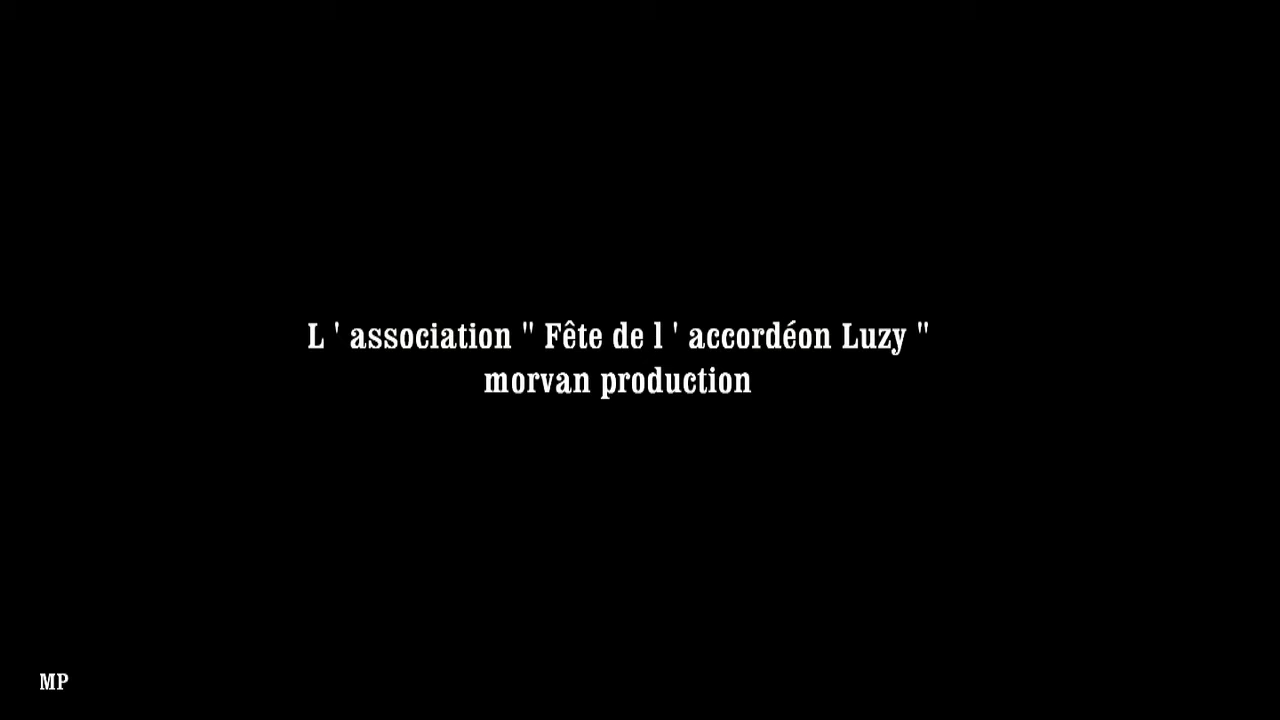 L ' association " Fête de l ' accordéon Luzy "
morvan production
MP